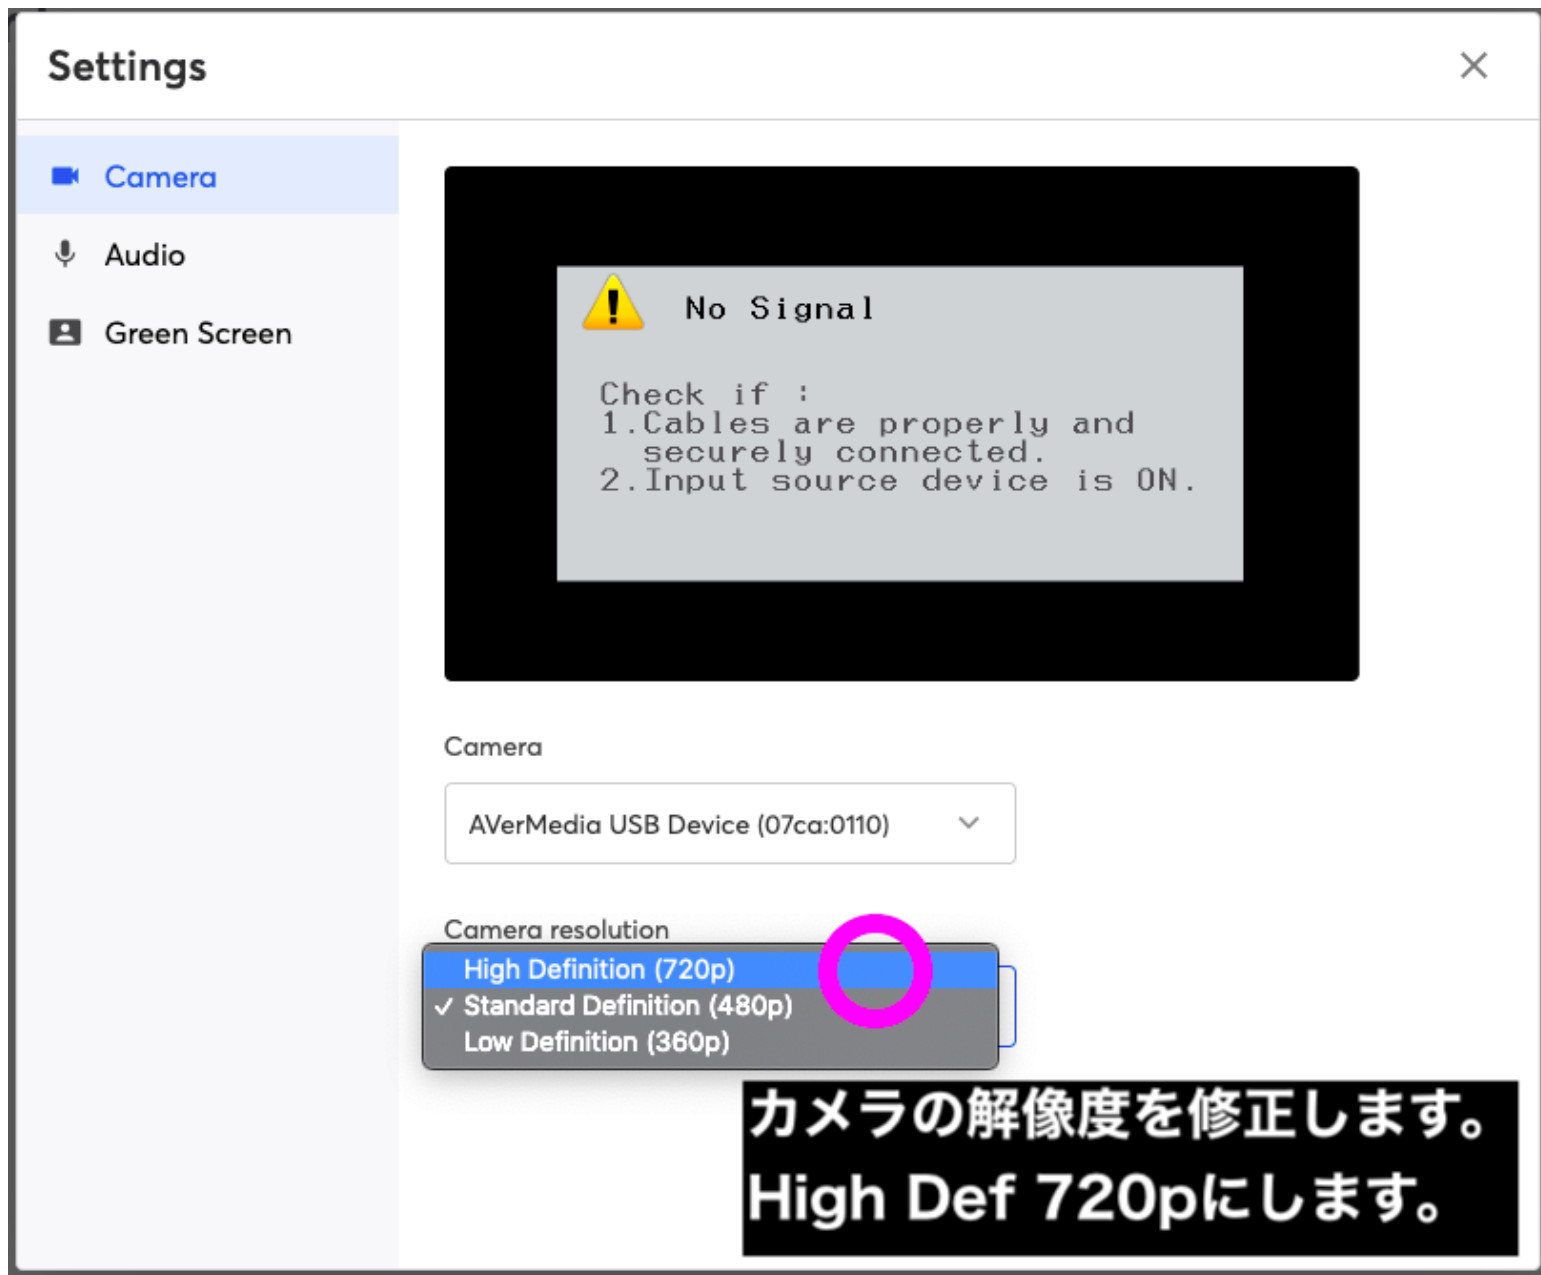 Settings
Camera
Audio
Green Screen
No Signal
Check if :
1.Cables are properly and
securely connected.
2.Input source device is ON.
Camera
AVerMedia USB Device (07ca:0110)
Camera resolution
High Definition (720p)
✓ Standard Definition (480p)
Low Definition (360p)
カメラの解像度を修正します。
High Def 720pにします。